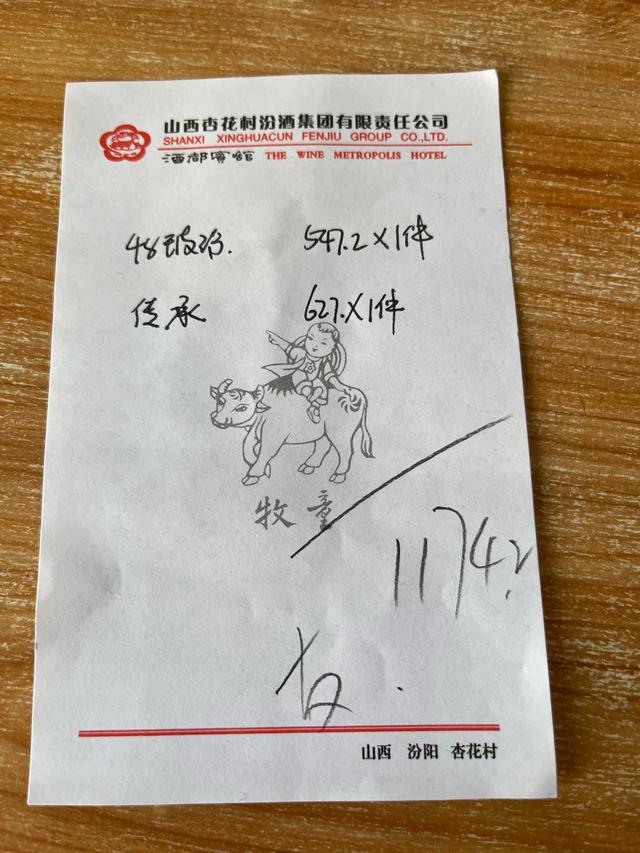 山西杏花村汾酒集团有限责任公司
SHANXI XINGHUACUN FENJIU GROUP CO.,LTD.
酒都宾馆 THE WINE METROPOLIS HOTEL
48玻汾. 547.2×1件
传承 627.×1件
牧童
1174.2
山西 汾阳 杏花村